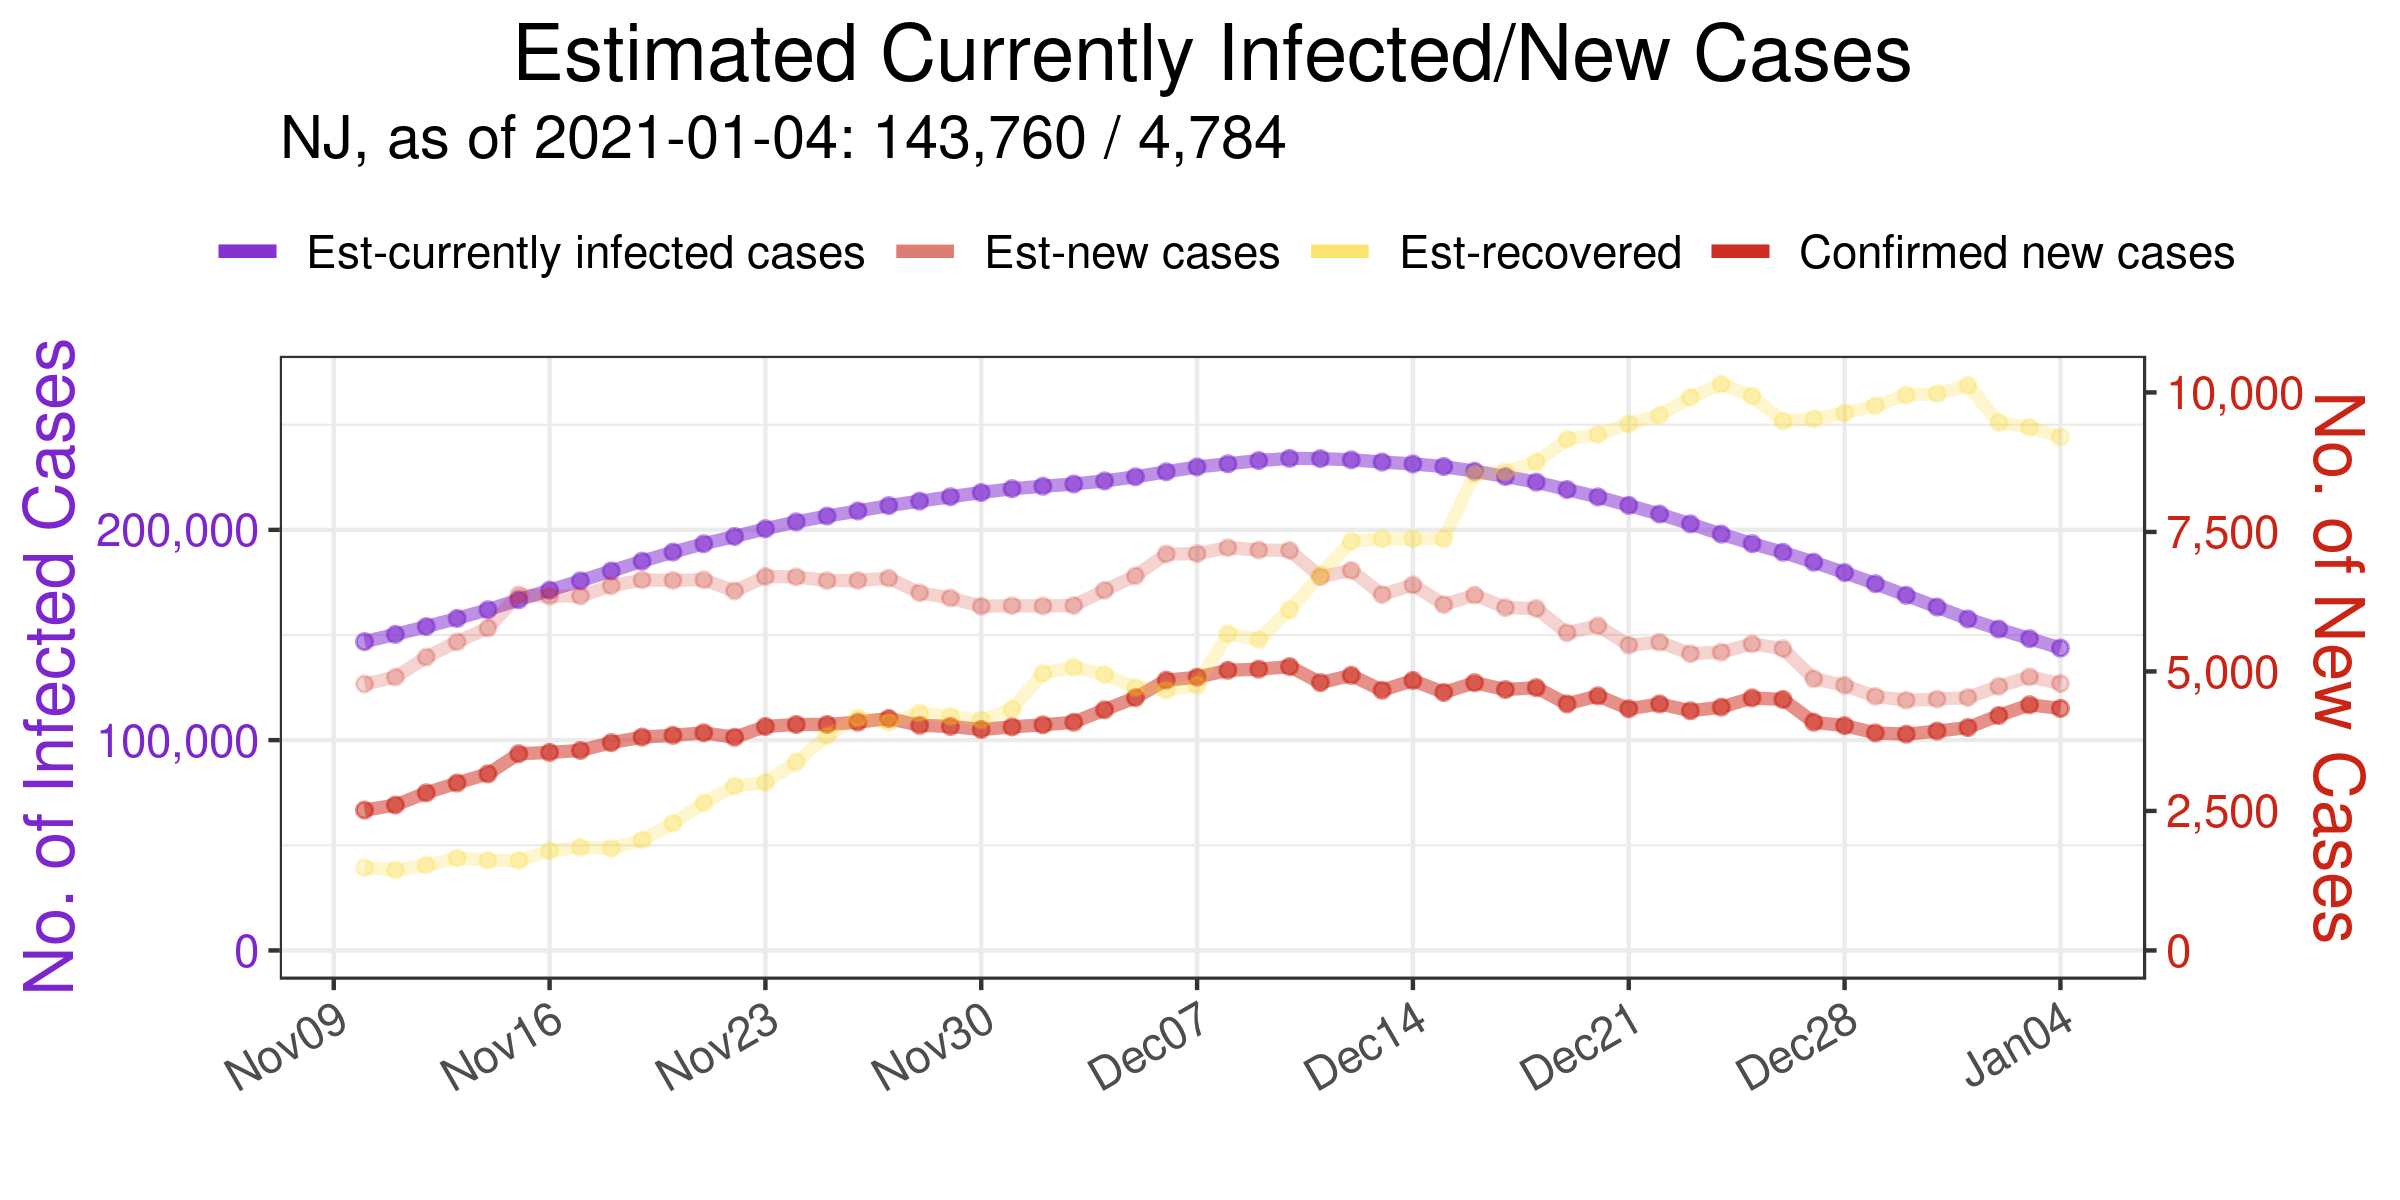 Estimated Currently Infected/New Cases
NJ, as of 2021-01-04: 143,760 / 4,784
Est-currently infected cases Est-new cases Est-recovered Confirmed new cases
No. of Infected Cases
200,000
100,000
0
10,000
7,500
5,000
2,500
0
No. of New Cases
Nov09 Nov16 Nov23 Nov30 Dec07 Dec14 Dec21 Dec28 Jan04